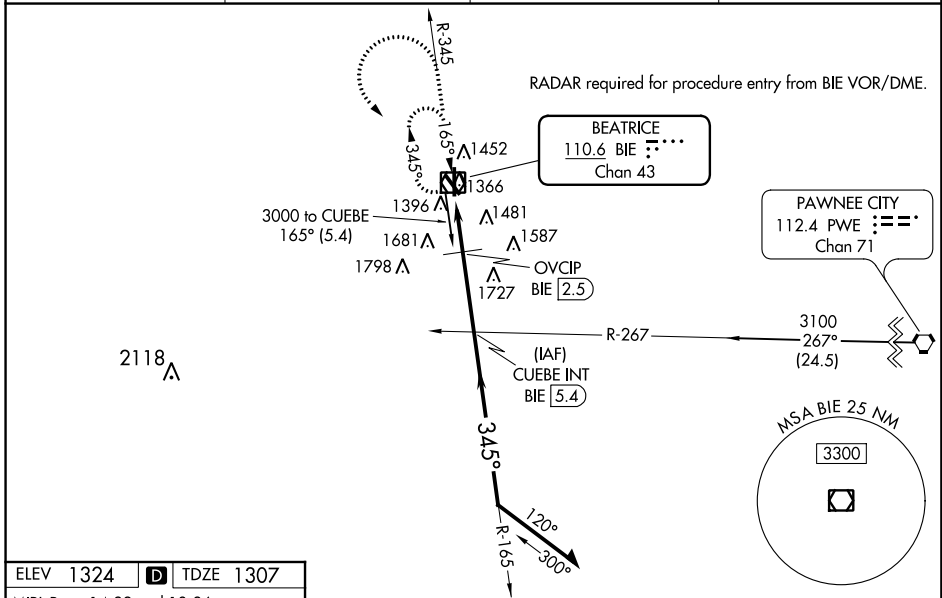 R-345
RADAR required for procedure entry from BIE VOR/DME.
165°
345°
BEATRICE
110.6 BIE
Chan 43
1452
1366
1396
1481
3000 to CUEBE
165° (5.4)
1681
1587
1798
1727
OVCIP
BIE 2.5
PAWNEE CITY
112.4 PWE
Chan 71
R-267
3100
267°
(24.5)
2118
(IAF)
CUEBE INT
BIE 5.4
345°
MSA BIE 25 NM
3300
120°
300°
R-165
ELEV 1324 D TDZE 1307